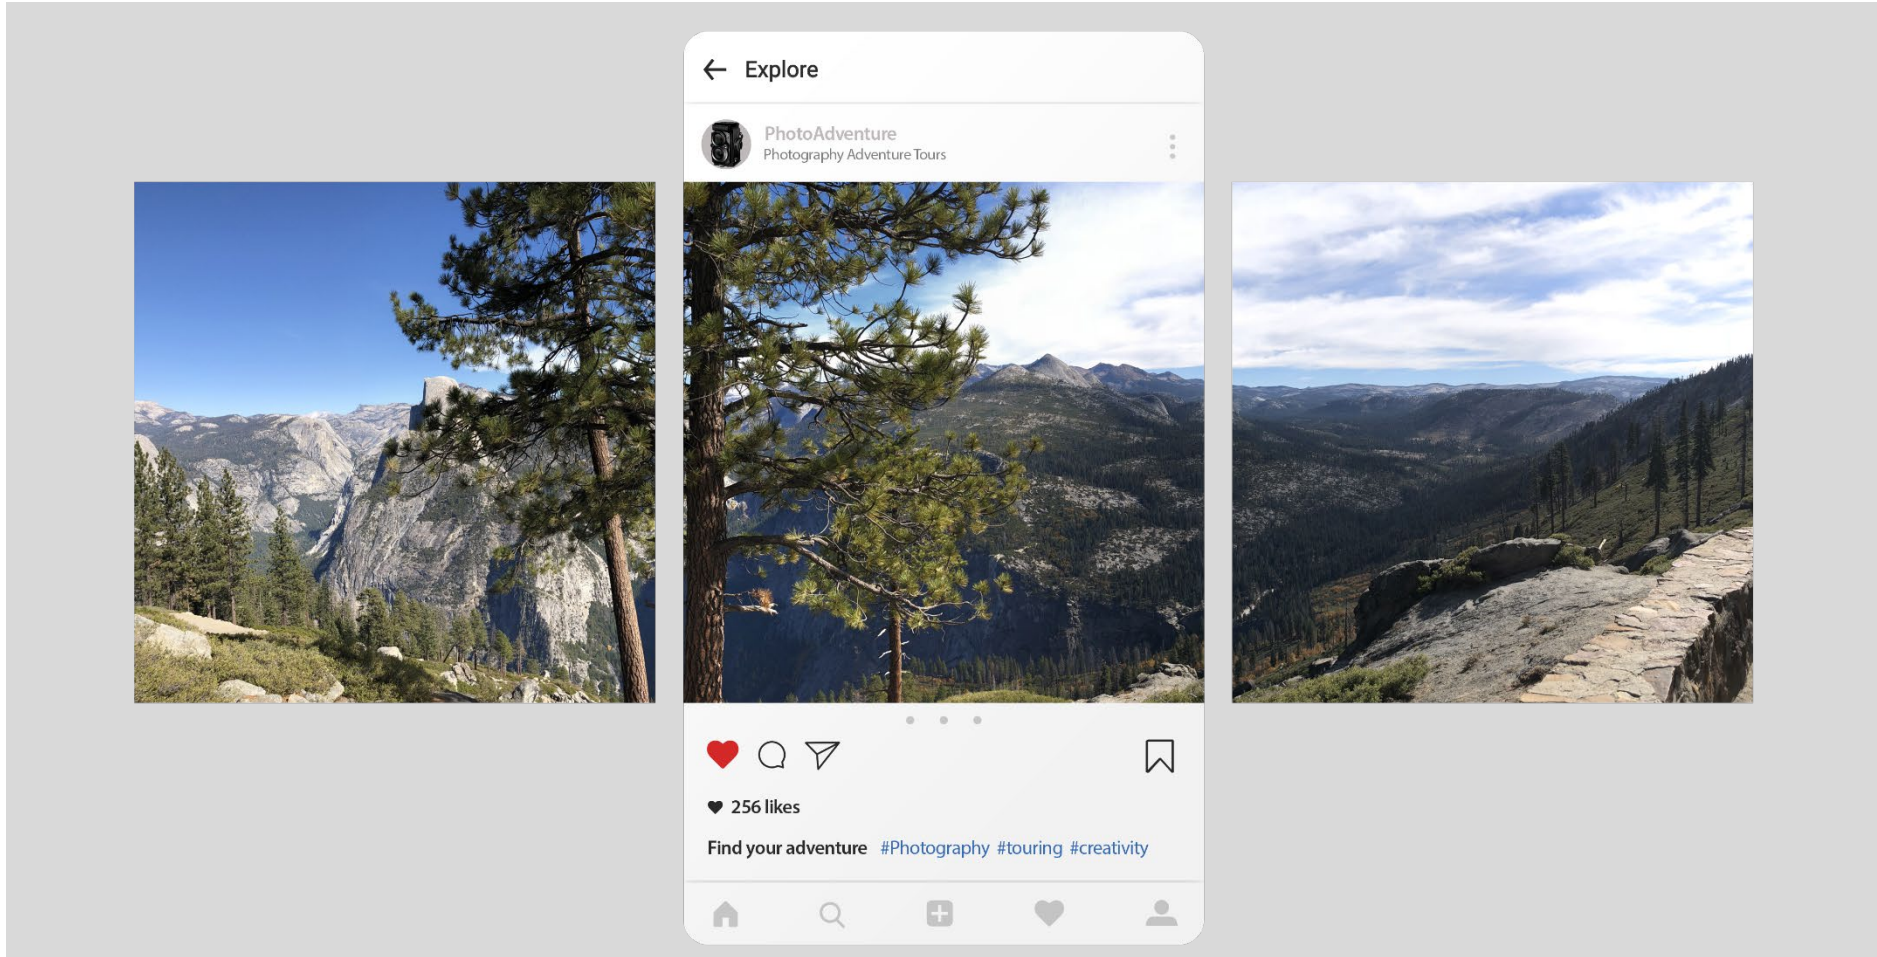 Explore
PhotoAdventure
Photography Adventure Tours
256 likes
Find your adventure #Photography #touring #creativity